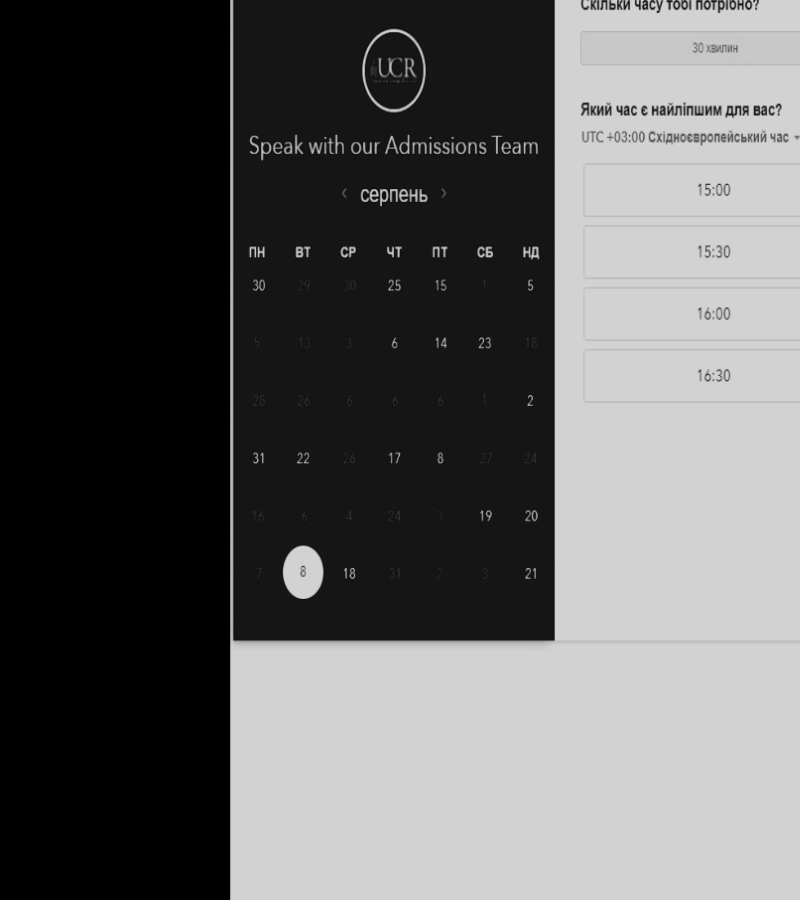 UCR
Speak with our Admissions Team
‹ серпень ›
ПН ВТ СР ЧТ ПТ СБ НД
30 29 30 25 15 1 5
5 13 3 6 14 23 18
28 26 6 6 6 1 2
31 22 26 17 8 27 24
16 6 4 24 3 19 20
7 8 18 31 2 3 21
Скільки часу тобі потрібно?
30 хвилин
Який час є найліпшим для вас?
UTC +03:00 Східноєвропейський час
15:00
15:30
16:00
16:30